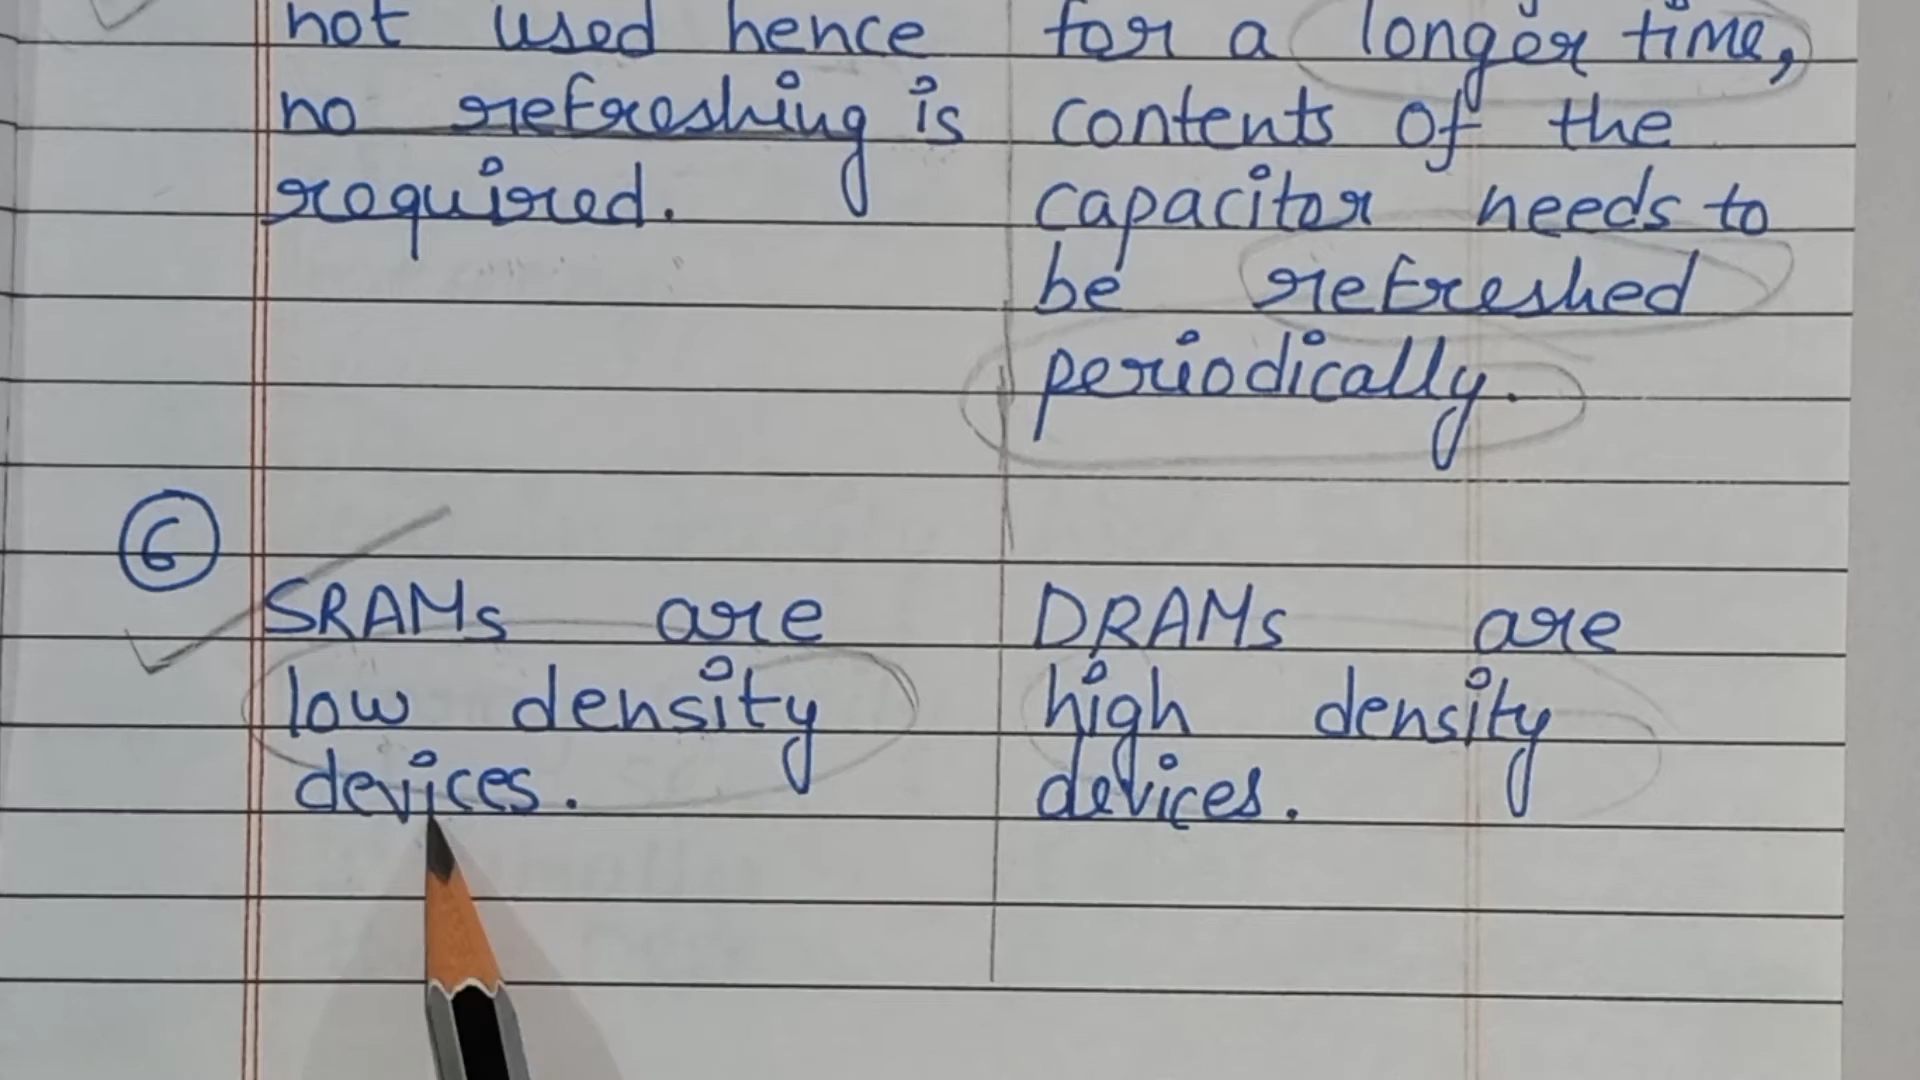 not used hence
no refreshing is
required.
for a longer time,
contents of the
capacitor needs to
be refreshed
periodically.
6
SRAMs are
low density
devices.
DRAMs are
high density
devices.